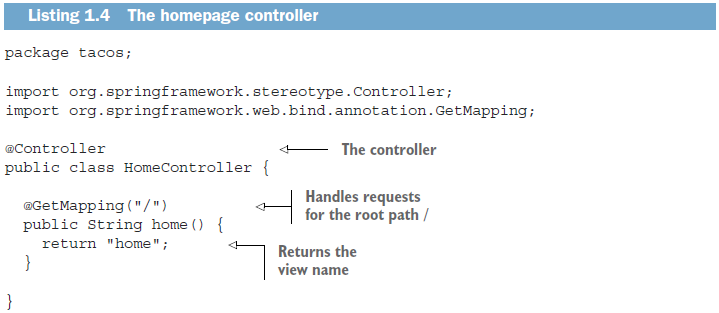 Listing 1.4 The homepage controller
package tacos;
import org.springframework.stereotype.Controller;
import org.springframework.web.bind.annotation.GetMapping;
@Controller
The controller
public class HomeController {
@GetMapping("/")
Handles requests
for the root path /
public String home() {
return "home";
Returns the
view name
}
}